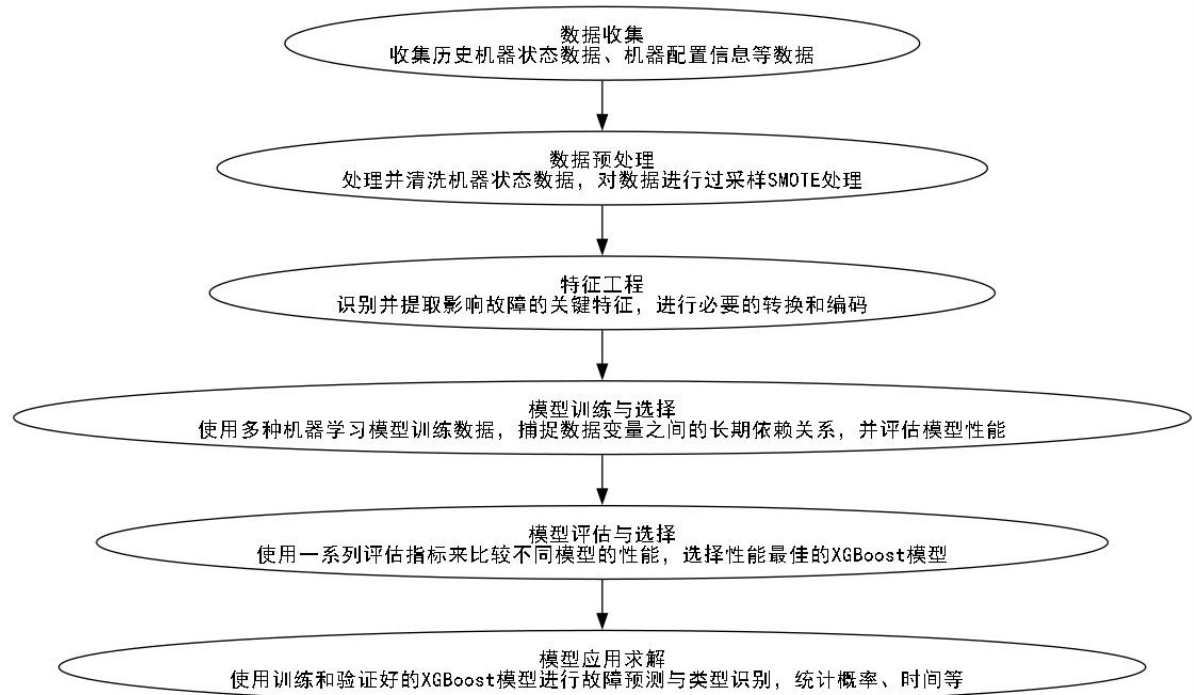 数据收集
收集历史机器状态数据、机器配置信息等数据
数据预处理
处理并清洗机器状态数据，对数据进行过采样SMOTE处理
特征工程
识别并提取影响故障的关键特征，进行必要的转换和编码
模型训练与选择
使用多种机器学习模型训练数据，捕捉数据变量之间的长期依赖关系，并评估模型性能
模型评估与选择
使用一系列评估指标来比较不同模型的性能，选择性能最佳的XGBoost模型
模型应用求解
使用训练和验证好的XGBoost模型进行故障预测与类型识别，统计概率、时间等